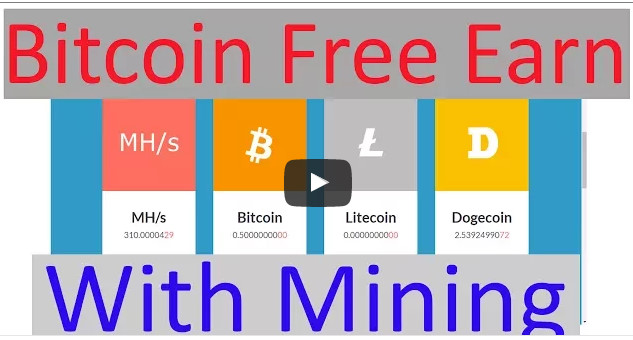 Bitcoin Free Earn
MH/s
MH/s Bitcoin Litecoin Dogecoin
310.0000429 0.5000000000 0.0000000000 2.5392499072
With Mining